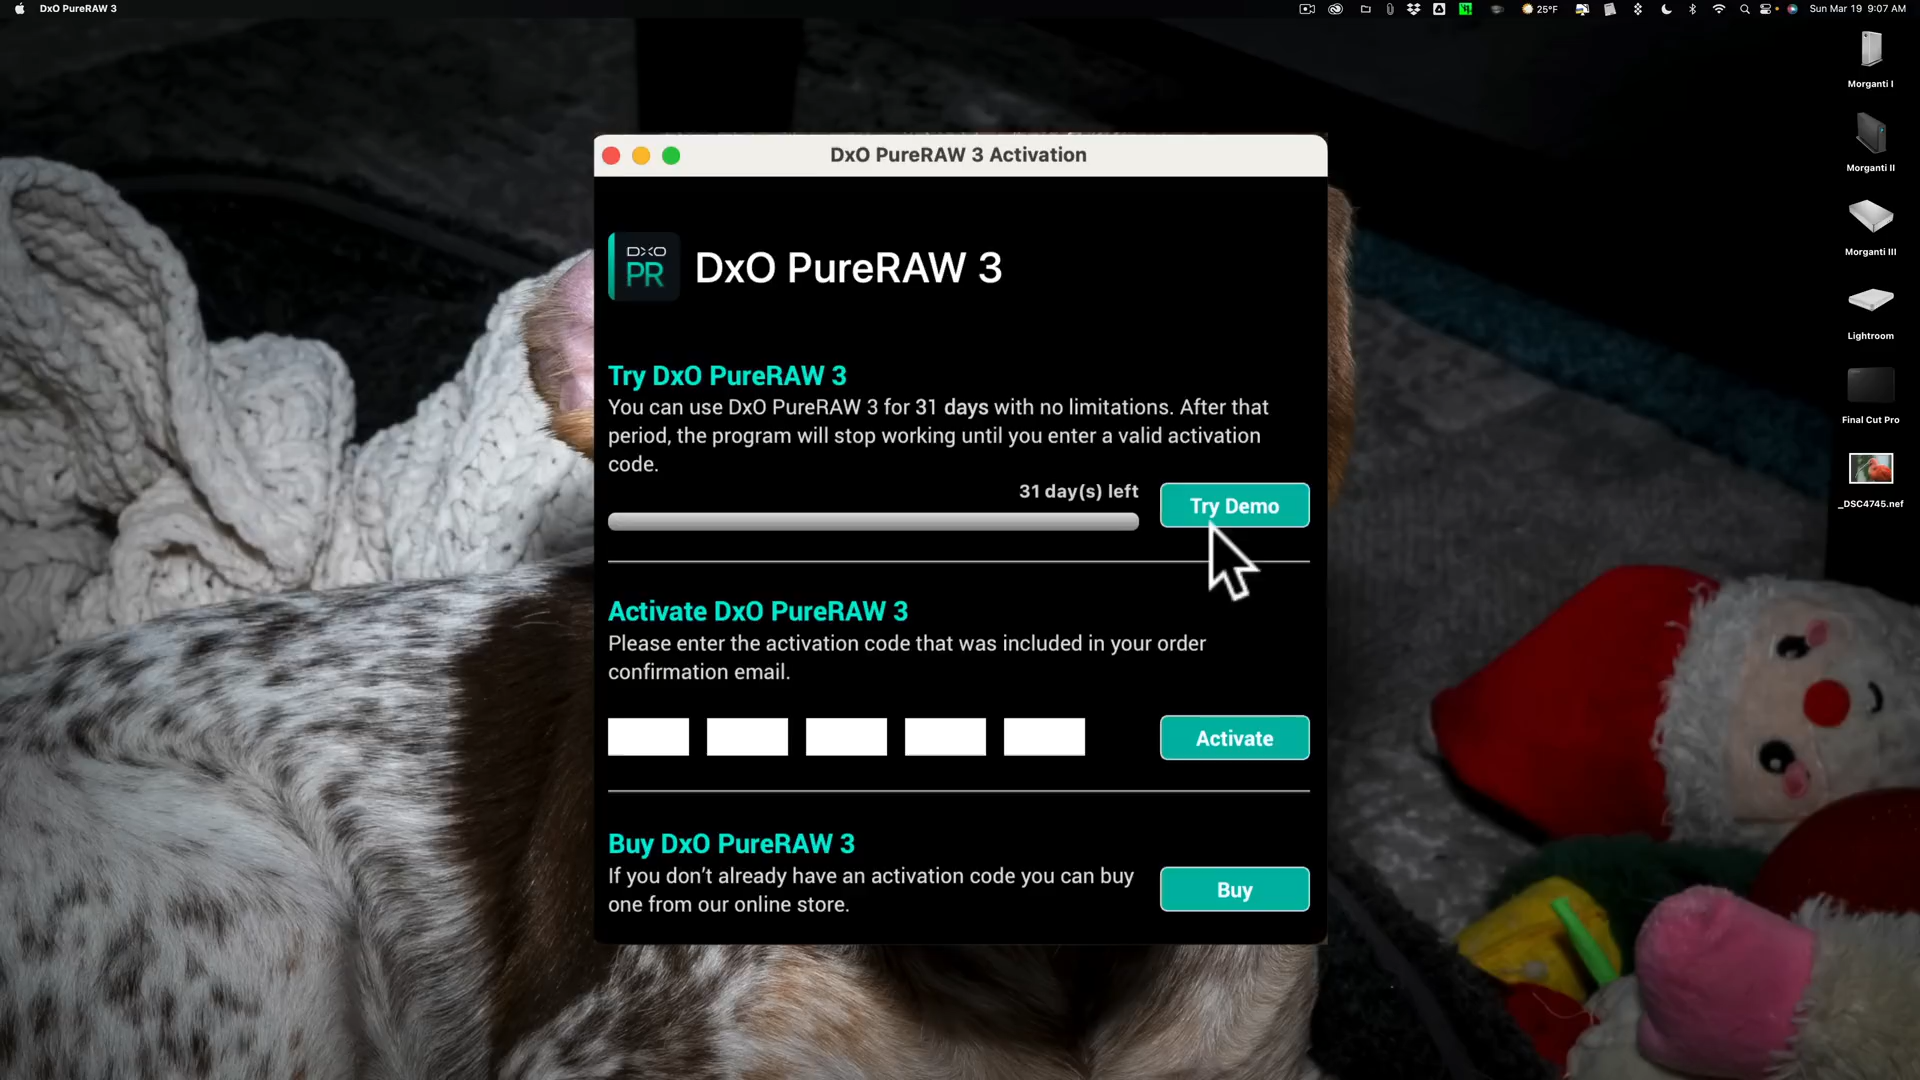 DxO PureRAW 3
25°F
Sun Mar 19 9:07 AM
Morganti I
Morganti II
Morganti III
Lightroom
Final Cut Pro
_DSC4745.nef
DxO PureRAW 3 Activation
DXO
PR
DxO PureRAW 3
Try DxO PureRAW 3
You can use DxO PureRAW 3 for 31 days with no limitations. After that
period, the program will stop working until you enter a valid activation
code.
31 day(s) left
Try Demo
Activate DxO PureRAW 3
Please enter the activation code that was included in your order
confirmation email.
Activate
Buy DxO PureRAW 3
If you don’t already have an activation code you can buy
one from our online store.
Buy